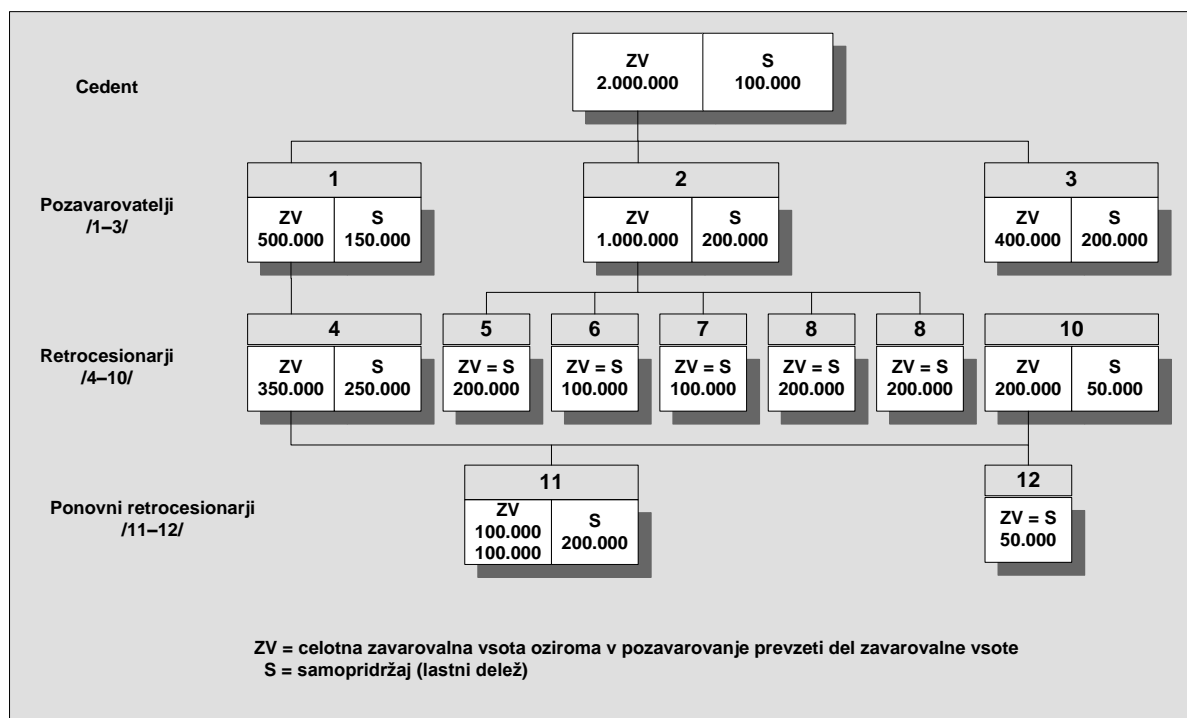 Cedent
ZV
2.000.000
S
100.000
Pozavarovatelji
/1–3/
1
ZV
500.000
S
150.000
2
ZV
1.000.000
S
200.000
3
ZV
400.000
S
200.000
Retrocesionarji
/4–10/
4
ZV
350.000
S
250.000
5
ZV = S
200.000
6
ZV = S
100.000
7
ZV = S
100.000
8
ZV = S
200.000
8
ZV = S
200.000
10
ZV
200.000
S
50.000
Ponovni retrocesionarji
/11–12/
11
ZV
100.000
100.000
S
200.000
12
ZV = S
50.000
ZV = celotna zavarovalna vsota oziroma v pozavarovanje prevzeti del zavarovalne vsote
S = samopridržaj (lastni delež)